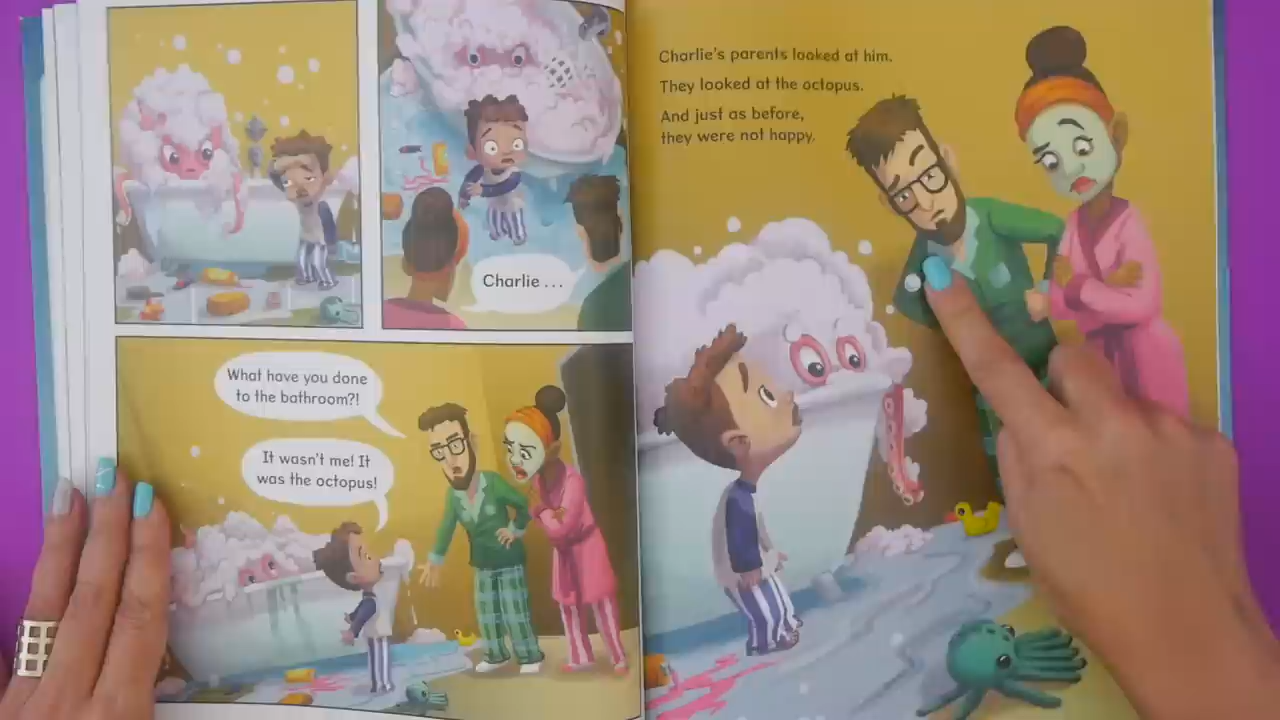 Charlie ...
What have you done
to the bathroom?!
It wasn't me! It
was the octopus!
Charlie's parents looked at him.
They looked at the octopus.
And just as before,
they were not happy.